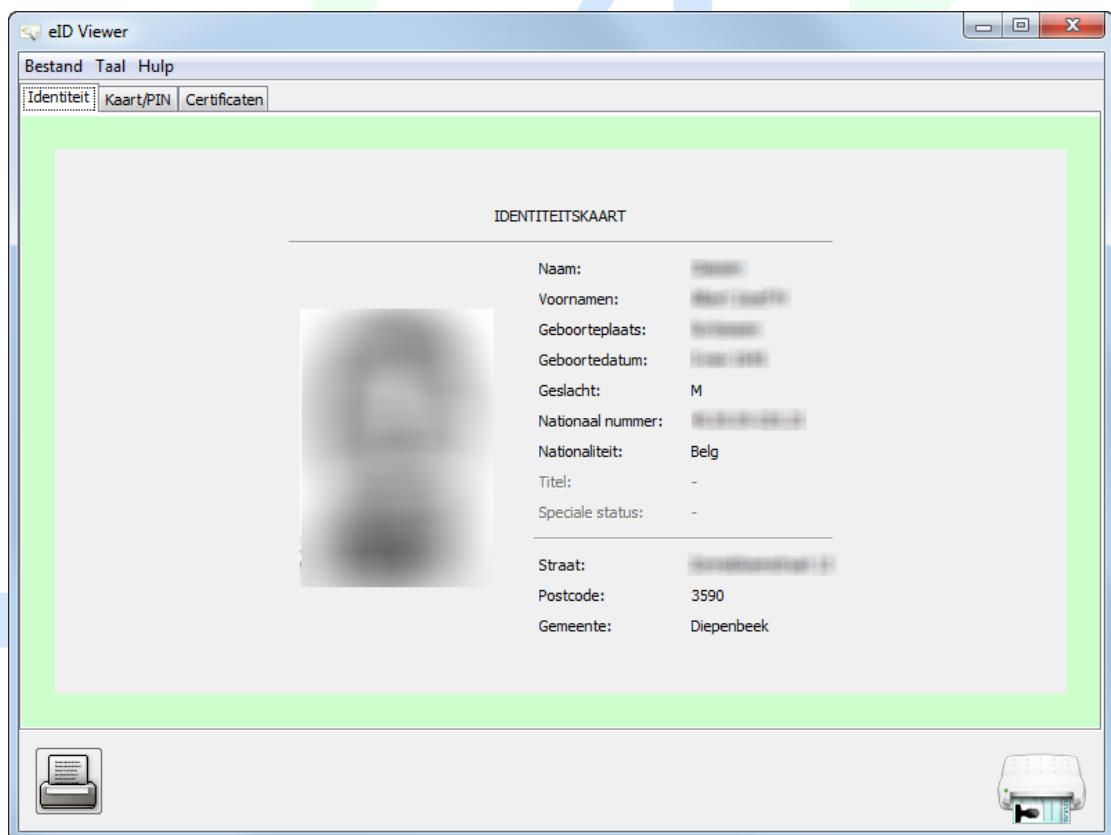 eID Viewer
Bestand Taal Hulp
Identiteit Kaart/PIN Certificaten
IDENTITEITSKAART
Naam:
Voornamen:
Geboorteplaats:
Geboortedatum:
Geslacht: M
Nationaal nummer:
Nationaliteit: Belg
Titel: -
Speciale status: -
Straat:
Postcode: 3590
Gemeente: Diepenbeek